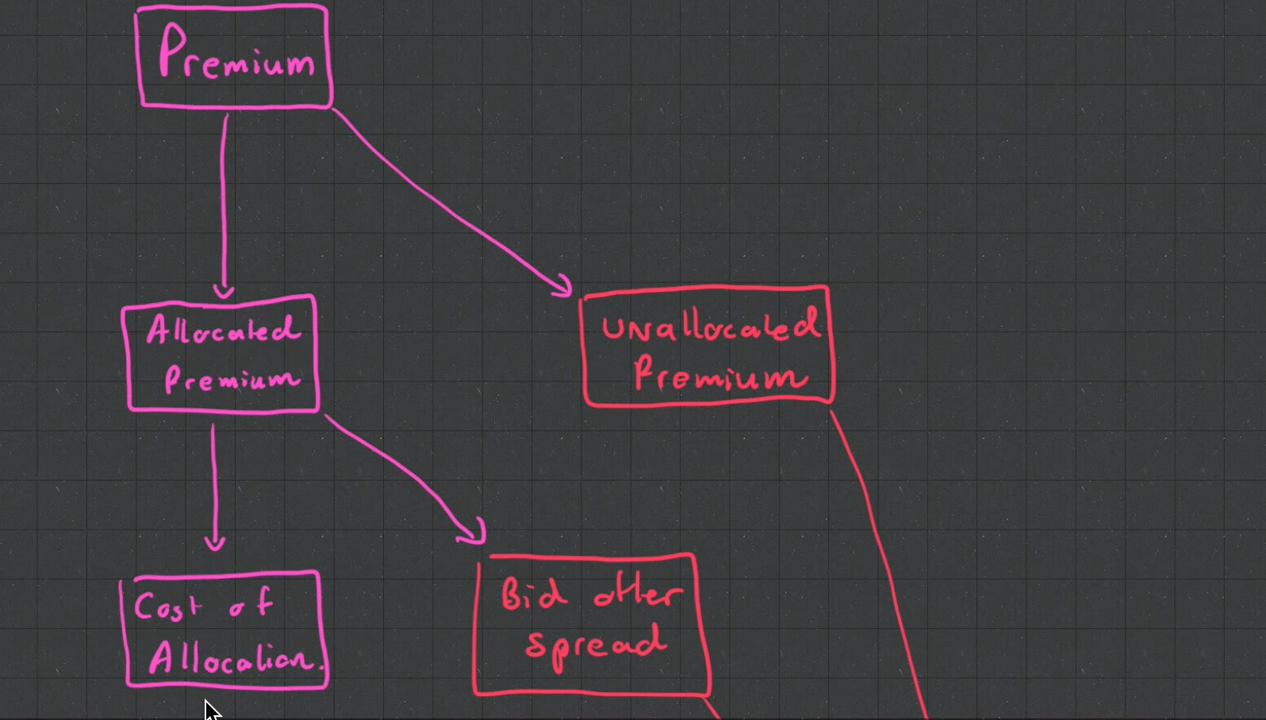 Premium
Allocated
Premium
Unallocated
Premium
Cost of
Allocation.
Bid offer
spread